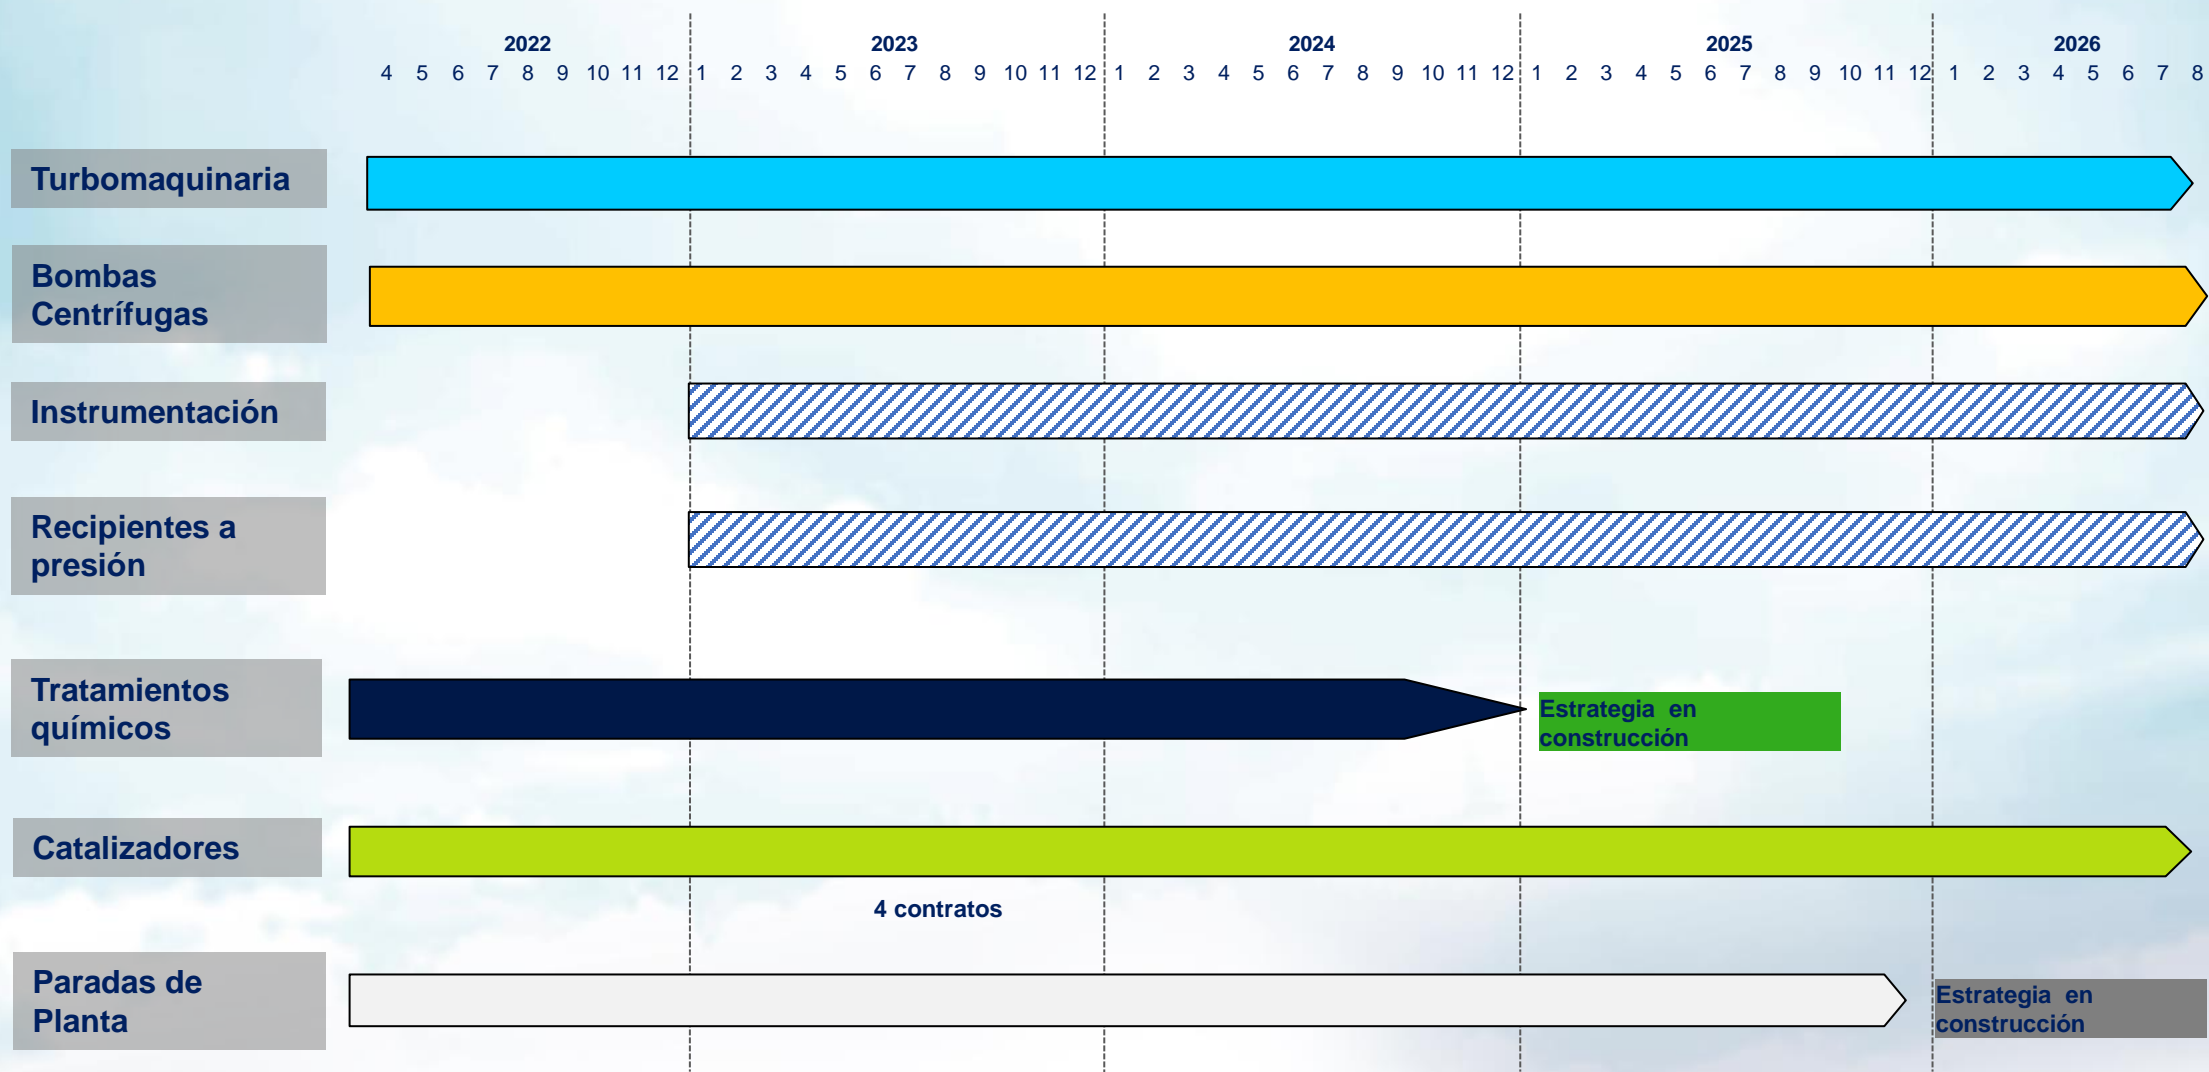 2022 2023 2024 2025 2026
4 5 6 7 8 9 10 11 12 1 2 3 4 5 6 7 8 9 10 11 12 1 2 3 4 5 6 7 8 9 10 11 12 1 2 3 4 5 6 7 8 9 10 11 12 1 2 3 4 5 6 7 8
Turbomaquinaria
Bombas
Centrífugas
Instrumentación
Recipientes a
presión
Tratamientos
químicos
Estrategia en
construcción
Catalizadores
4 contratos
Paradas de
Planta
Estrategia en
construcción